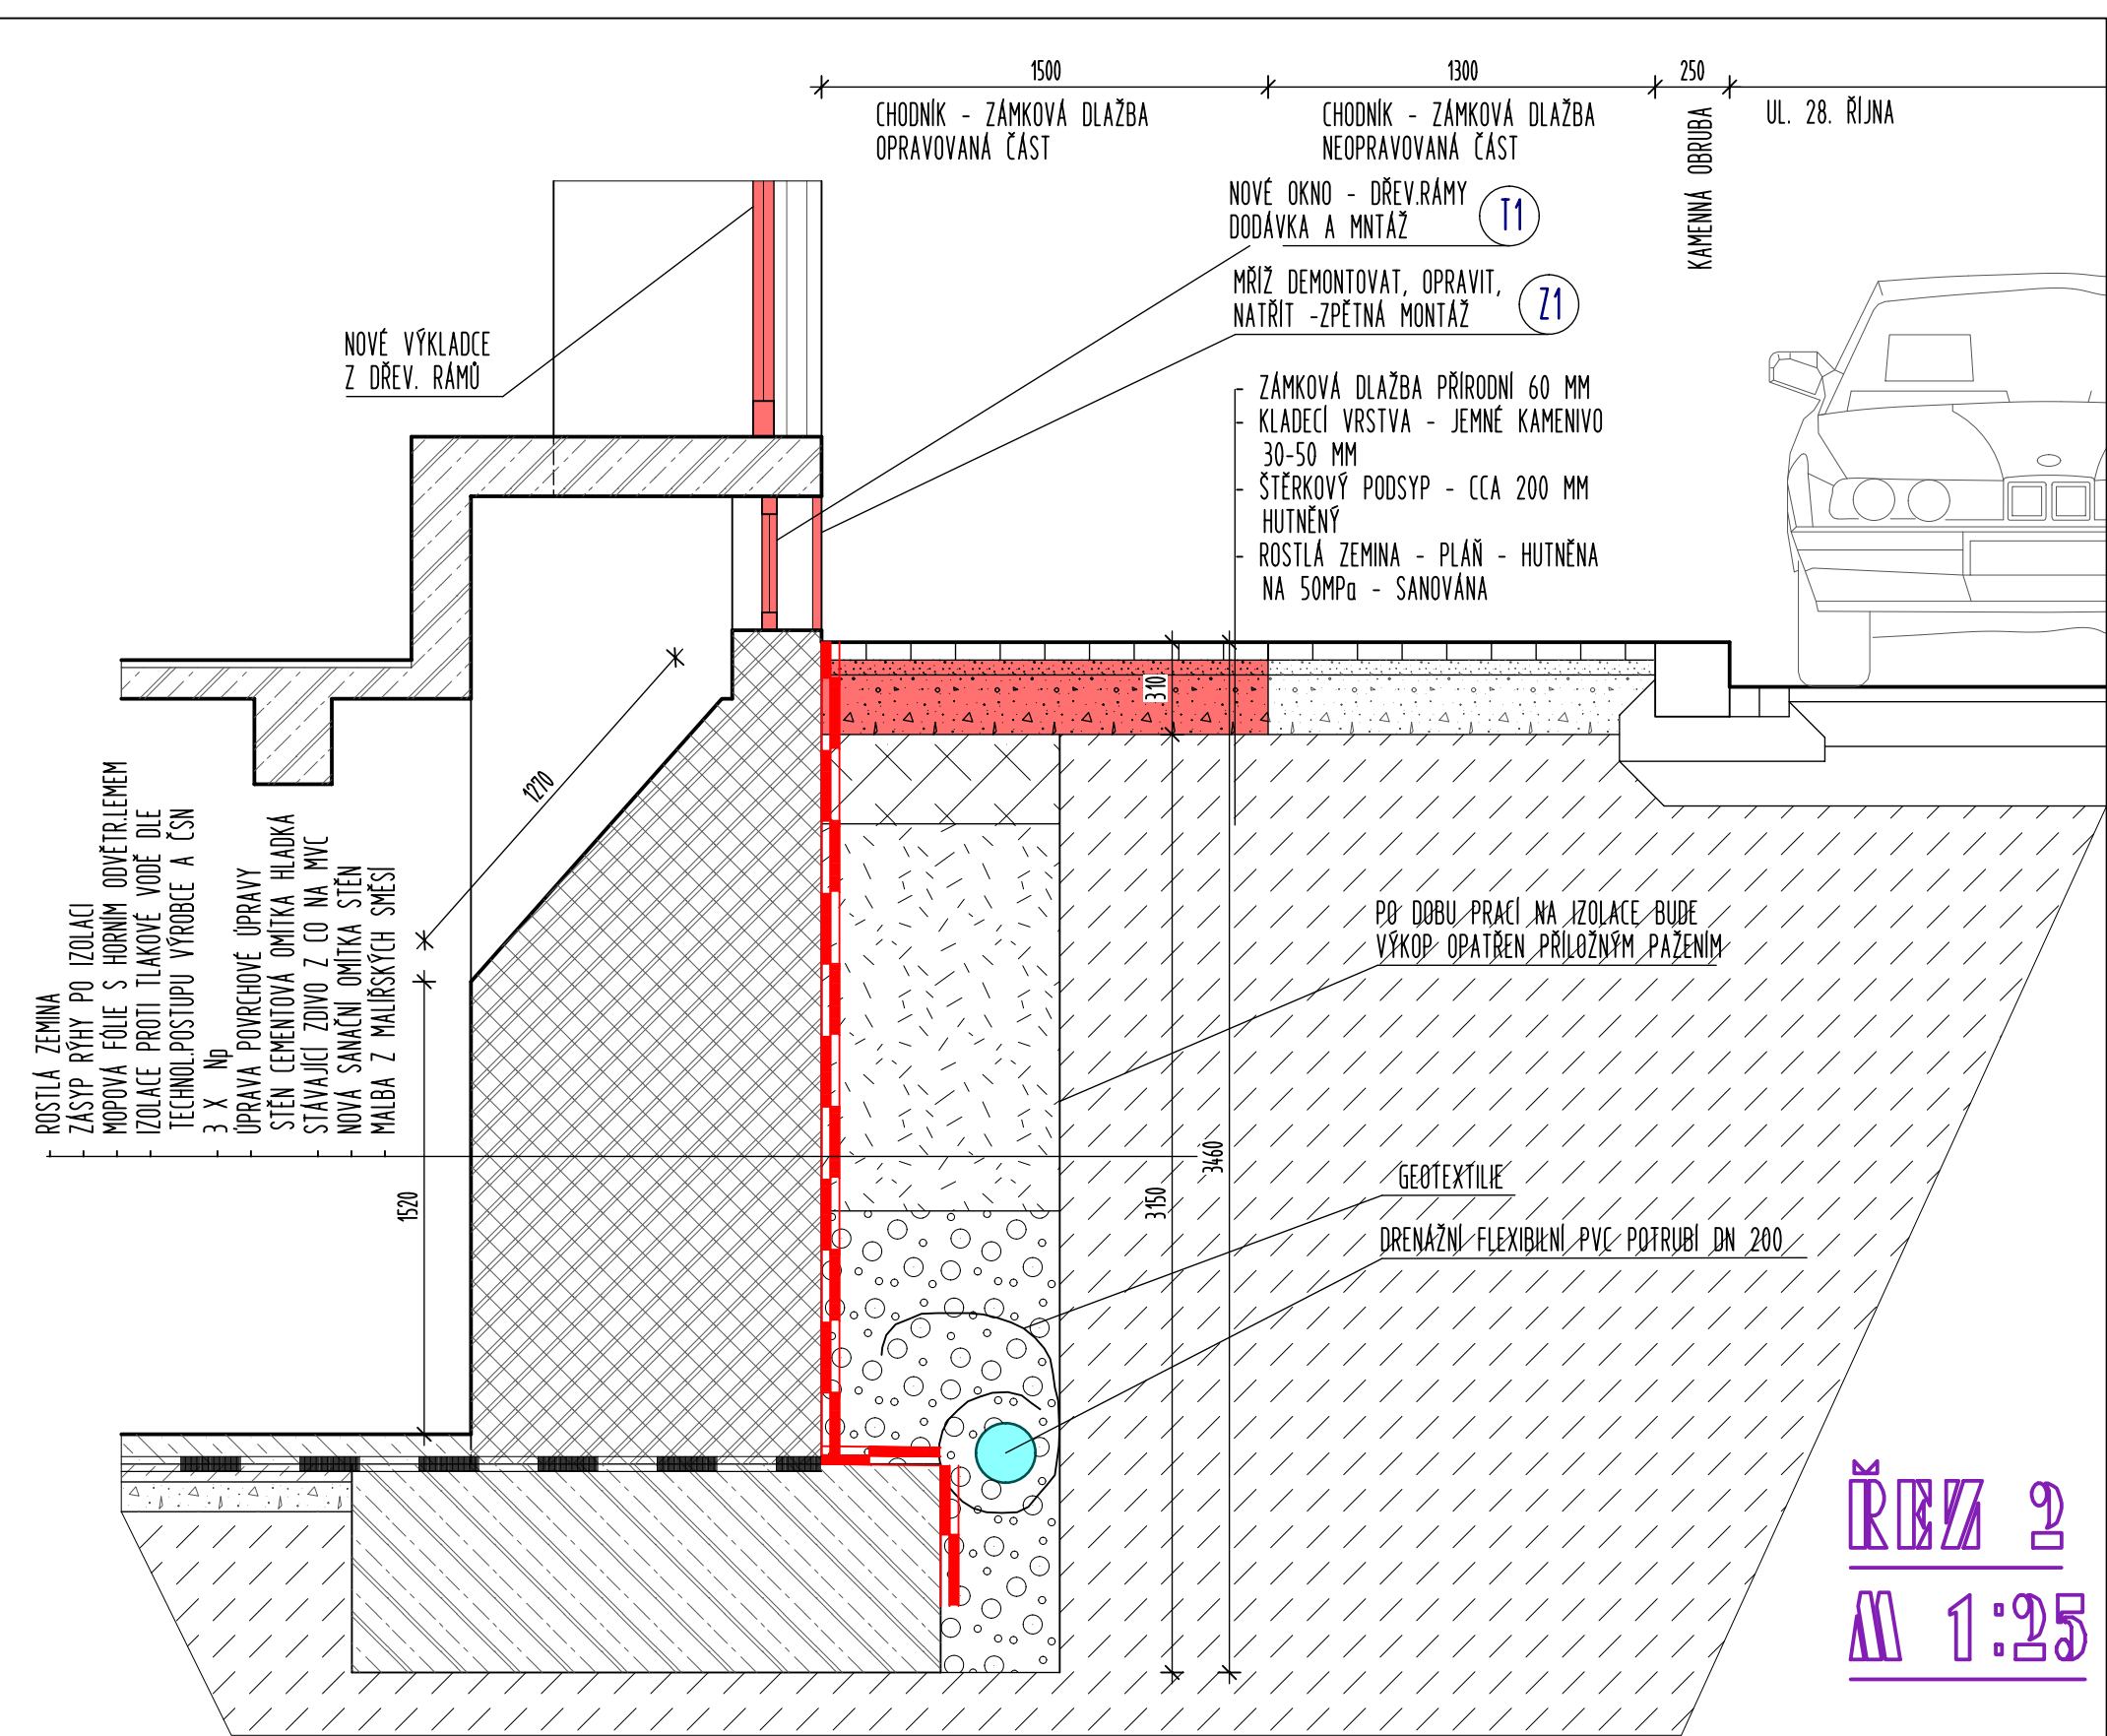 1500
1300
250
CHODNÍK - ZÁMKOVÁ DLAŽBA
OPRAVOVANÁ ČÁST
CHODNÍK - ZÁMKOVÁ DLAŽBA
NEOPRAVOVANÁ ČÁST
KAMENNÁ OBRUBA
UL. 28. ŘÍJNA
NOVÉ OKNO - DŘEV.RÁMY
DODÁVKA A MNTÁŽ
T1
MŘÍŽ DEMONTOVAT, OPRAVIT,
NATŘÍT -ZPĚTNÁ MONTÁŽ
Z1
NOVÉ VÝKLADCE
Z DŘEV. RÁMŮ
- ZÁMKOVÁ DLAŽBA PŘÍRODNÍ 60 MM
- KLADECÍ VRSTVA - JEMNÉ KAMENIVO
30-50 MM
- ŠTĚRKOVÝ PODSYP - CCA 200 MM
HUTNĚNÝ
- ROSTLÁ ZEMINA - PLÁŇ - HUTNĚNA
NA 50MPa - SANOVÁNA
310
1270
ROSTLÁ ZEMINA
ZÁSYP RÝHY PO IZOLACI
MOPOVÁ FÓLIE S HORNÍM ODVĚTR.LEMEM
IZOLACE PROTI TLAKOVÉ VODĚ DLE
TECHNOL.POSTUPU VÝROBCE A ČSN
3 X Np
ÚPRAVA POVRCHOVÉ ÚPRAVY
STĚN CEMENTOVÁ OMÍTKA HLADKÁ
STÁVAJÍCÍ ZDIVO Z CO NA MVC
NOVÁ SANAČNÍ OMÍTKA STĚN
MALBA Z MALÍŘSKÝCH SMĚSÍ
PO DOBU PRACÍ NA IZOLACE BUDE
VÝKOP OPATŘEN PŘÍLOŽNÝM PAŽENÍM
1520
3150
3460
GEOTEXTILIE
DRENÁŽNÍ FLEXIBILNÍ PVC POTRUBÍ DN 200
ŘEZ 2
M 1:25